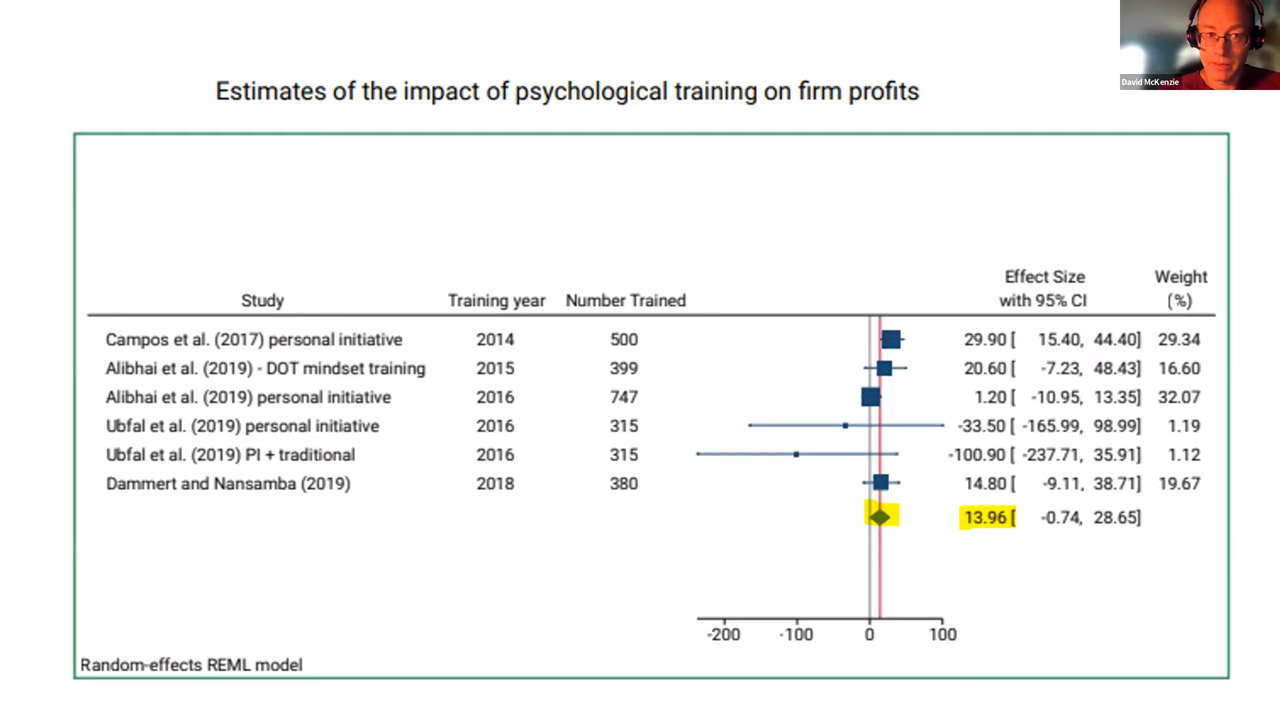 David McKenzie
Estimates of the impact of psychological training on firm profits
Effect Size Weight
Study Training year Number Trained with 95% CI (%)
Campos et al. (2017) personal initiative 2014 500 29.90 [ 15.40, 44.40] 29.34
Alibhai et al. (2019) - DOT mindset training 2015 399 20.60 [ -7.23, 48.43] 16.60
Alibhai et al. (2019) personal initiative 2016 747 1.20 [ -10.95, 13.35] 32.07
Ubfal et al. (2019) personal initiative 2016 315 -33.50 [ -165.99, 98.99] 1.19
Ubfal et al. (2019) PI + traditional 2016 315 -100.90 [ -237.71, 35.91] 1.12
Dammert and Nansamba (2019) 2018 380 14.80 [ -9.11, 38.71] 19.67
13.96 [ -0.74, 28.65]
-200 -100 0 100
Random-effects REML model